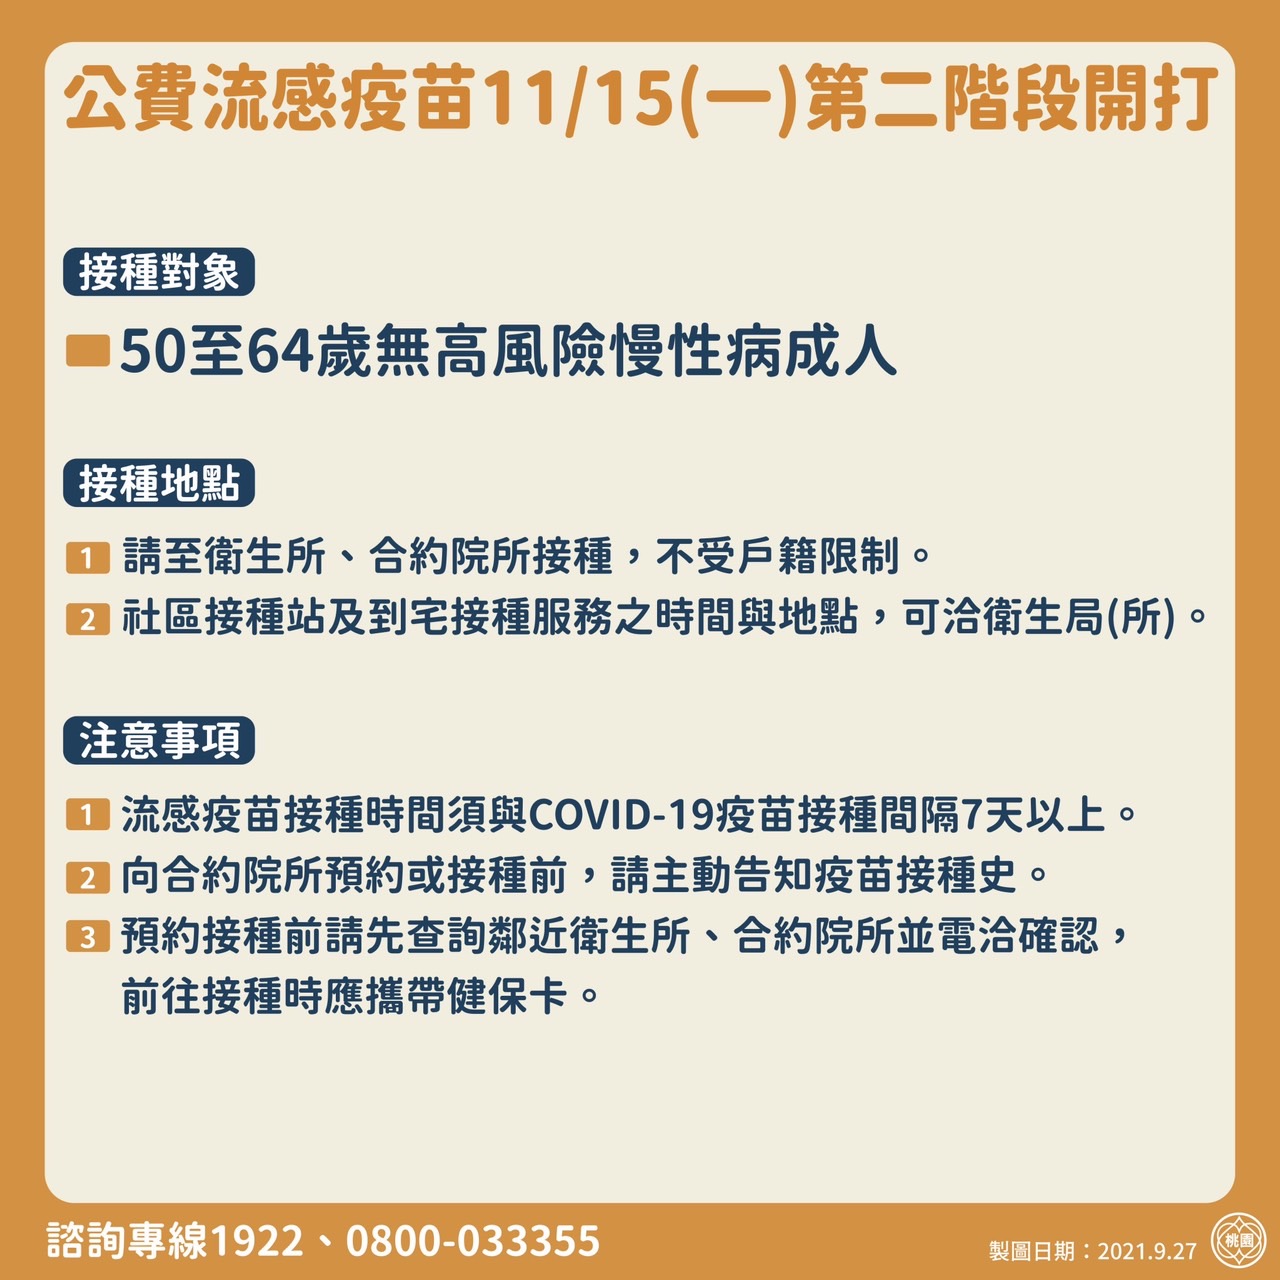 公費流感疫苗11/15(一)第二階段開打
接種對象
50至64歲無高風險慢性病成人
接種地點
1 請至衛生所、合約院所接種，不受戶籍限制。
2 社區接種站及到宅接種服務之時間與地點，可洽衛生局(所)。
注意事項
1 流感疫苗接種時間須與COVID-19疫苗接種間隔7天以上。
2 向合約院所預約或接種前，請主動告知疫苗接種史。
3 預約接種前請先查詢鄰近衛生所、合約院所並電洽確認，
前往接種時應攜帶健保卡。
諮詢專線1922、0800-033355
製圖日期：2021.9.27
桃園